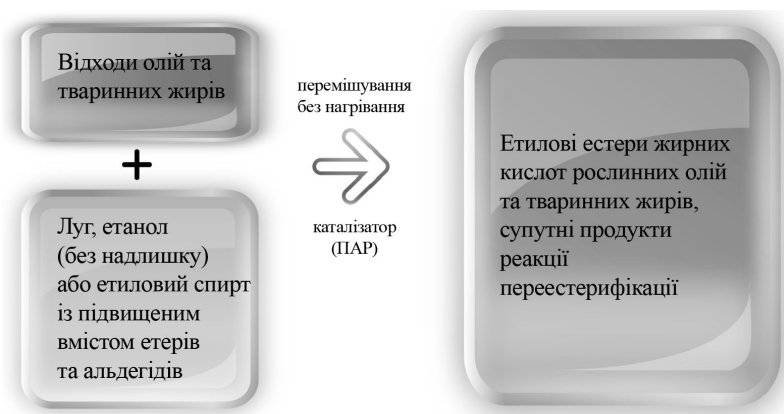 Відходи олій та
тваринних жирів
+
Луг, етанол
(без надлишку)
або етиловий спирт
із підвищеним
вмістом етерів
та альдегідів
перемішування
без нагрівання
каталізатор
(ПАР)
Етилові естери жирних
кислот рослинних олій
та тваринних жирів,
супутні продукти
реакції
переестерифікації